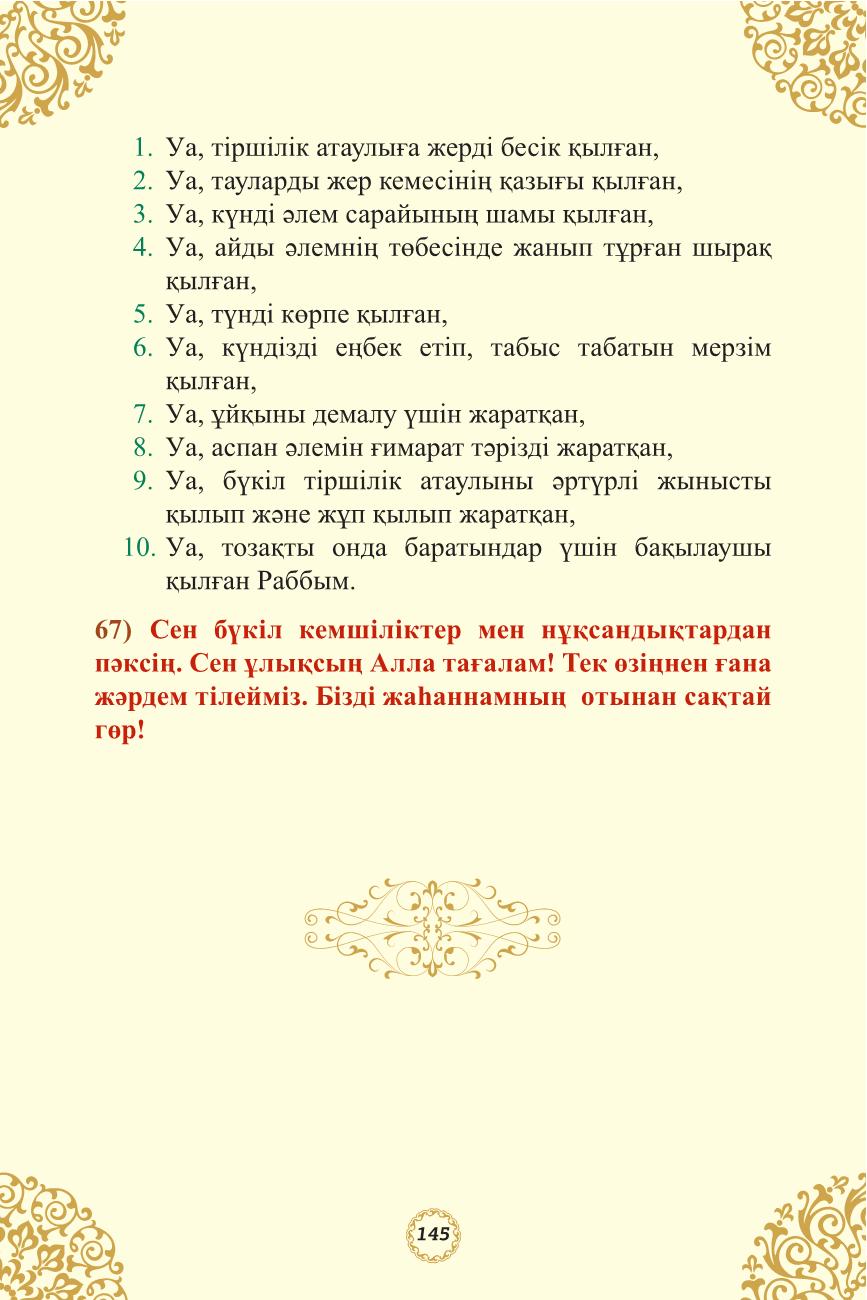 1. Уа, тіршілік атаулыға жерді бесік қылған,
2. Уа, тауларды жер кемесінің қазығы қылған,
3. Уа, күнді әлем сарайының шамы қылған,
4. Уа, айды әлемнің төбесінде жанып тұрған шырақ
қылған,
5. Уа, түнді көрпе қылған,
6. Уа, күндізді еңбек етіп, табыс табатын мерзім
қылған,
7. Уа, ұйқыны демалу үшін жаратқан,
8. Уа, аспан әлемін ғимарат тәрізді жаратқан,
9. Уа, бүкіл тіршілік атаулыны әртүрлі жынысты
қылып және жұп қылып жаратқан,
10. Уа, тозақты онда баратындар үшін бақылаушы
қылған Раббым.
67) Сен бүкіл кемшіліктер мен нұқсандықтардан
пәксің. Сен ұлықсың Алла тағалам! Тек өзіңнен ғана
жәрдем тілейміз. Бізді жаһаннамның отынан сақтай
гөр!
145